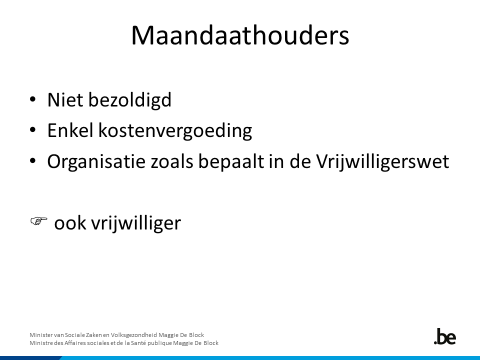 Maandaathouders
• Niet bezoldigd
• Enkel kostenvergoeding
• Organisatie zoals bepaalt in de Vrijwilligerswet
☞ ook vrijwilliger
Minister van Sociale Zaken en Volksgezondheid Maggie De Block
Ministre des Affaires sociales et de la Santé publique Maggie De Block
.be